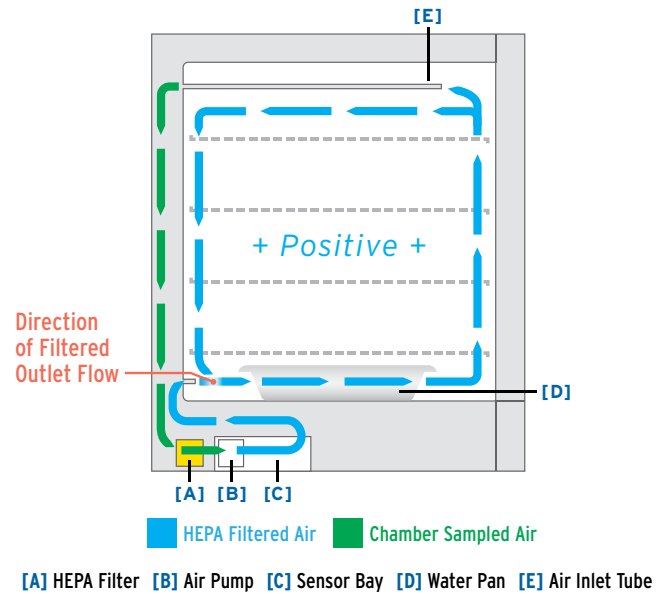 [E]
+ Positive +
Direction
of Filtered
Outlet Flow
[D]
[A] [B] [C]
HEPA Filtered Air Chamber Sampled Air
[A] HEPA Filter [B] Air Pump [C] Sensor Bay [D] Water Pan [E] Air Inlet Tube